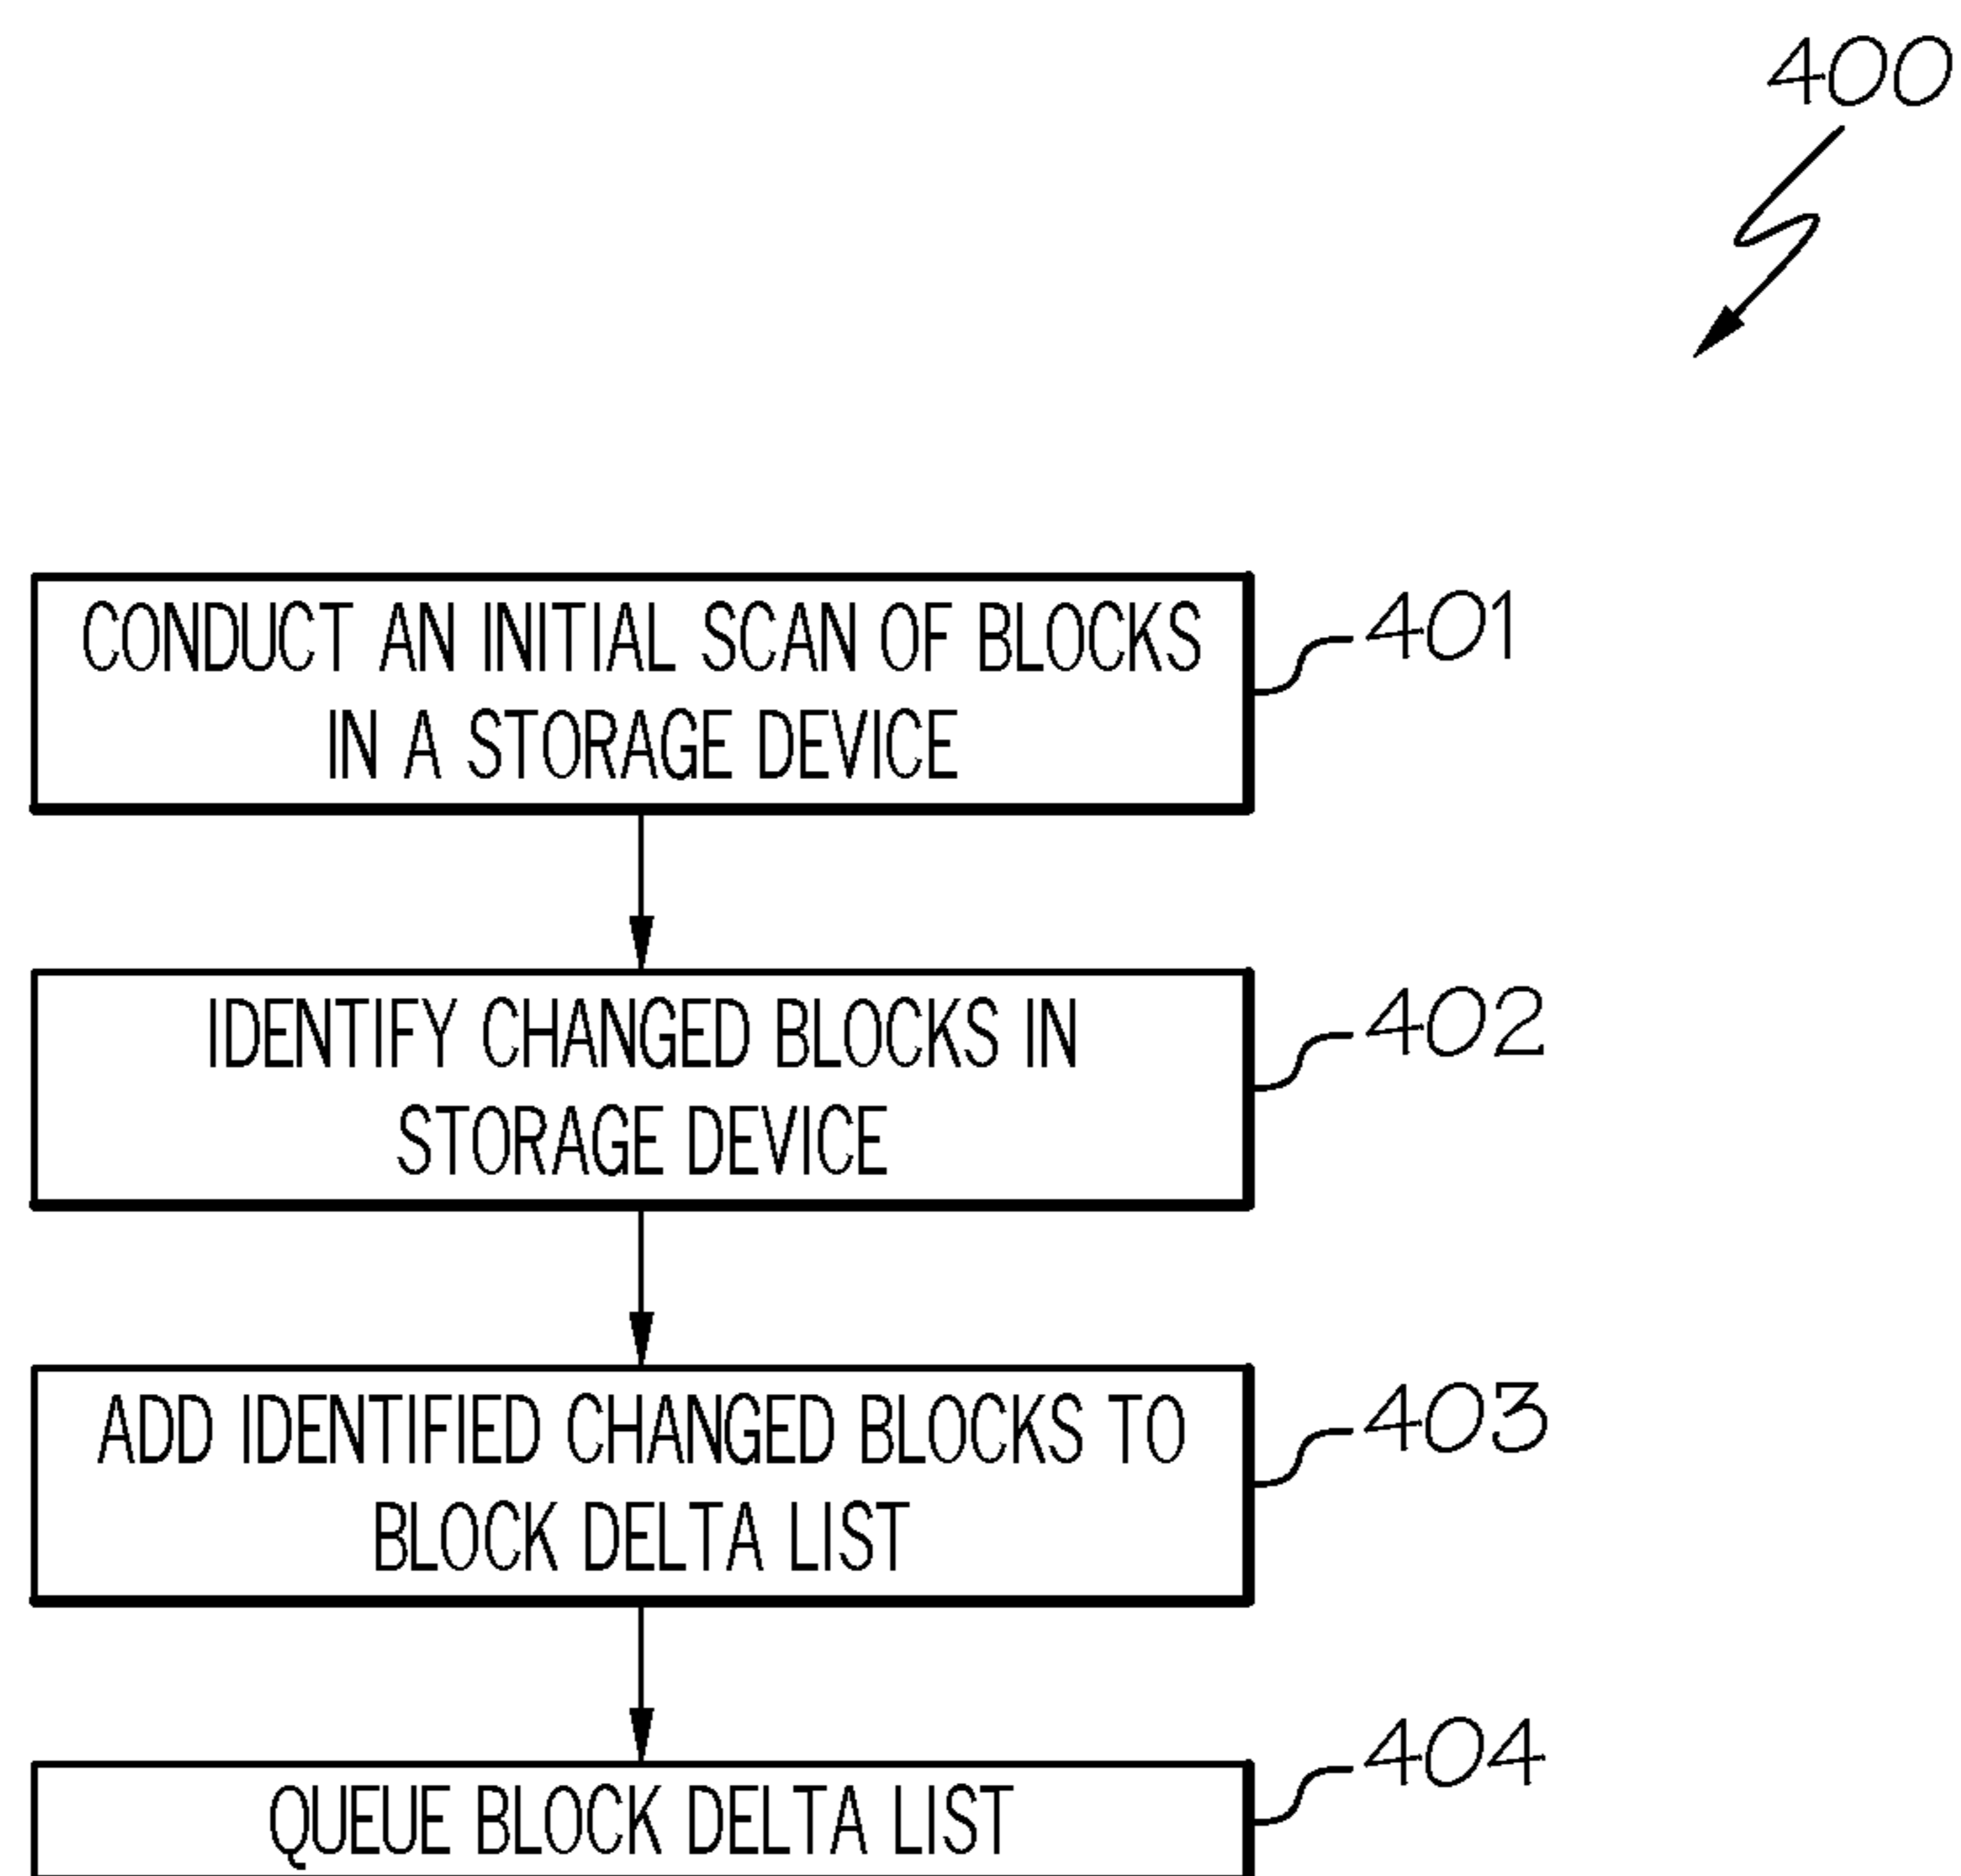 400
CONDUCT AN INITIAL SCAN OF BLOCKS
IN A STORAGE DEVICE
401
IDENTIFY CHANGED BLOCKS IN
STORAGE DEVICE
402
ADD IDENTIFIED CHANGED BLOCKS TO
BLOCK DELTA LIST
403
QUEUE BLOCK DELTA LIST
404